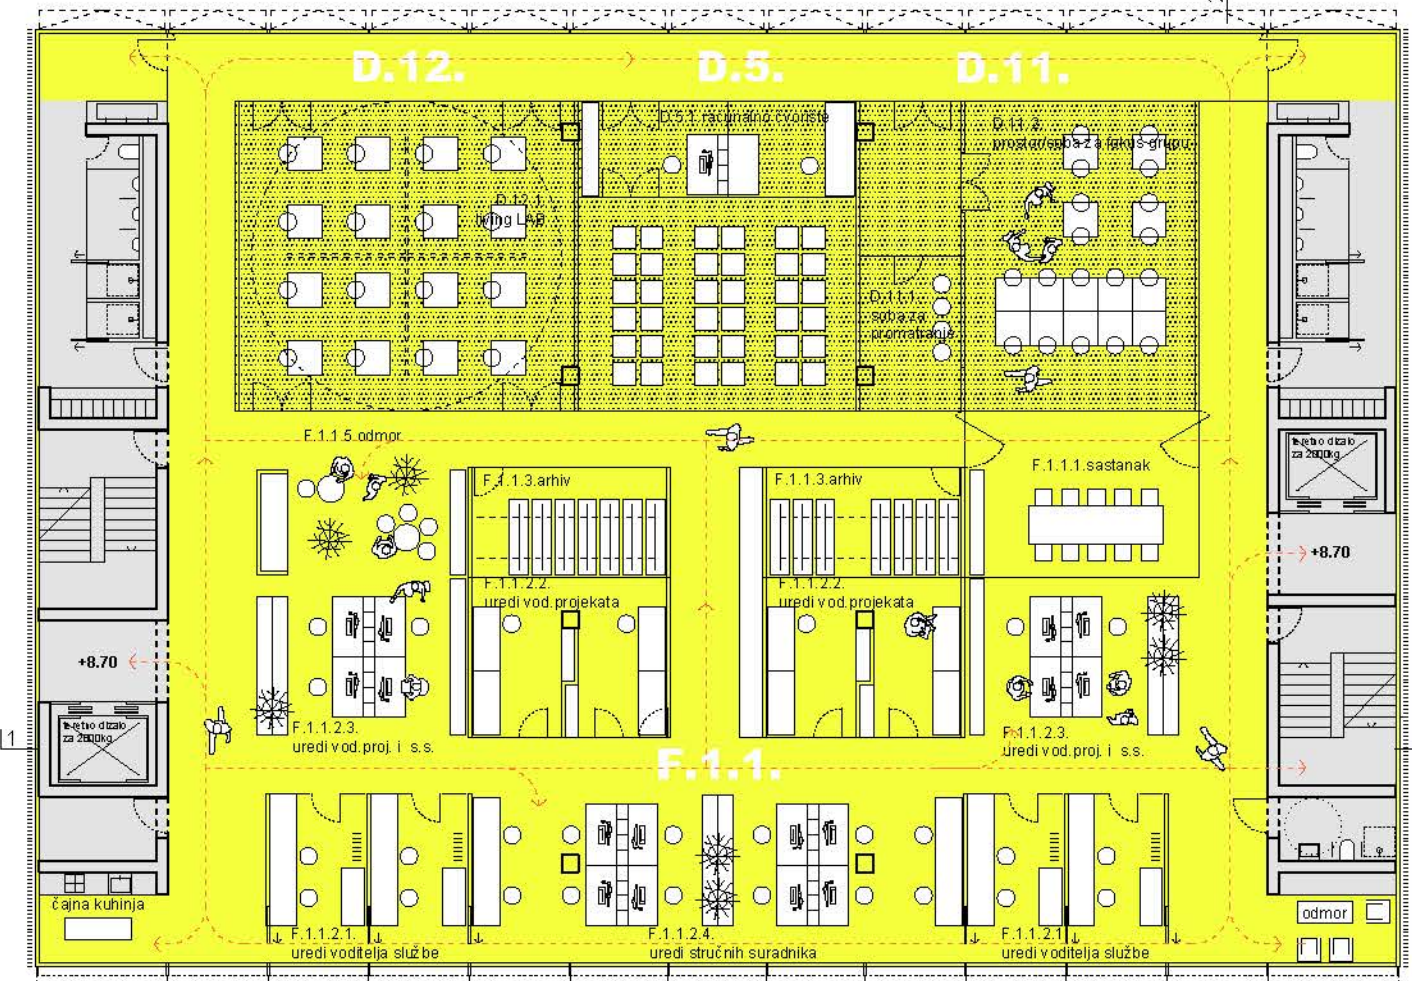 D.12.
D.5.
D.11.
D.5.1. računalno čvorište
D.11.2.
prostor/soba za fokus-grupu
D.12.1.
living LAB
D.11.1.
soba za
promatranje
F.1.1 5 odmor
F.1.1.3.arhiv
F.1.1.3.arhiv
F.1.1.1.sastanak
teretno dizalo
za 2800kg
+8.70
F.1.1.2.2.
uredi vod.projekata
F.1.1.2.2.
uredi vod.projekata
+8.70
teretno dizalo
za 2800kg
1
F.1.1.2.3.
uredi vod.proj. i s.s.
F.1.1.2.3.
uredi vod.proj. i s.s.
F.1.1.
čajna kuhinja
odmor
F.1.1.2.1.
uredi voditelja službe
F.1.1.2.4.
uredi stručnih suradnika
F.1.1.2.1
uredi voditelja službe